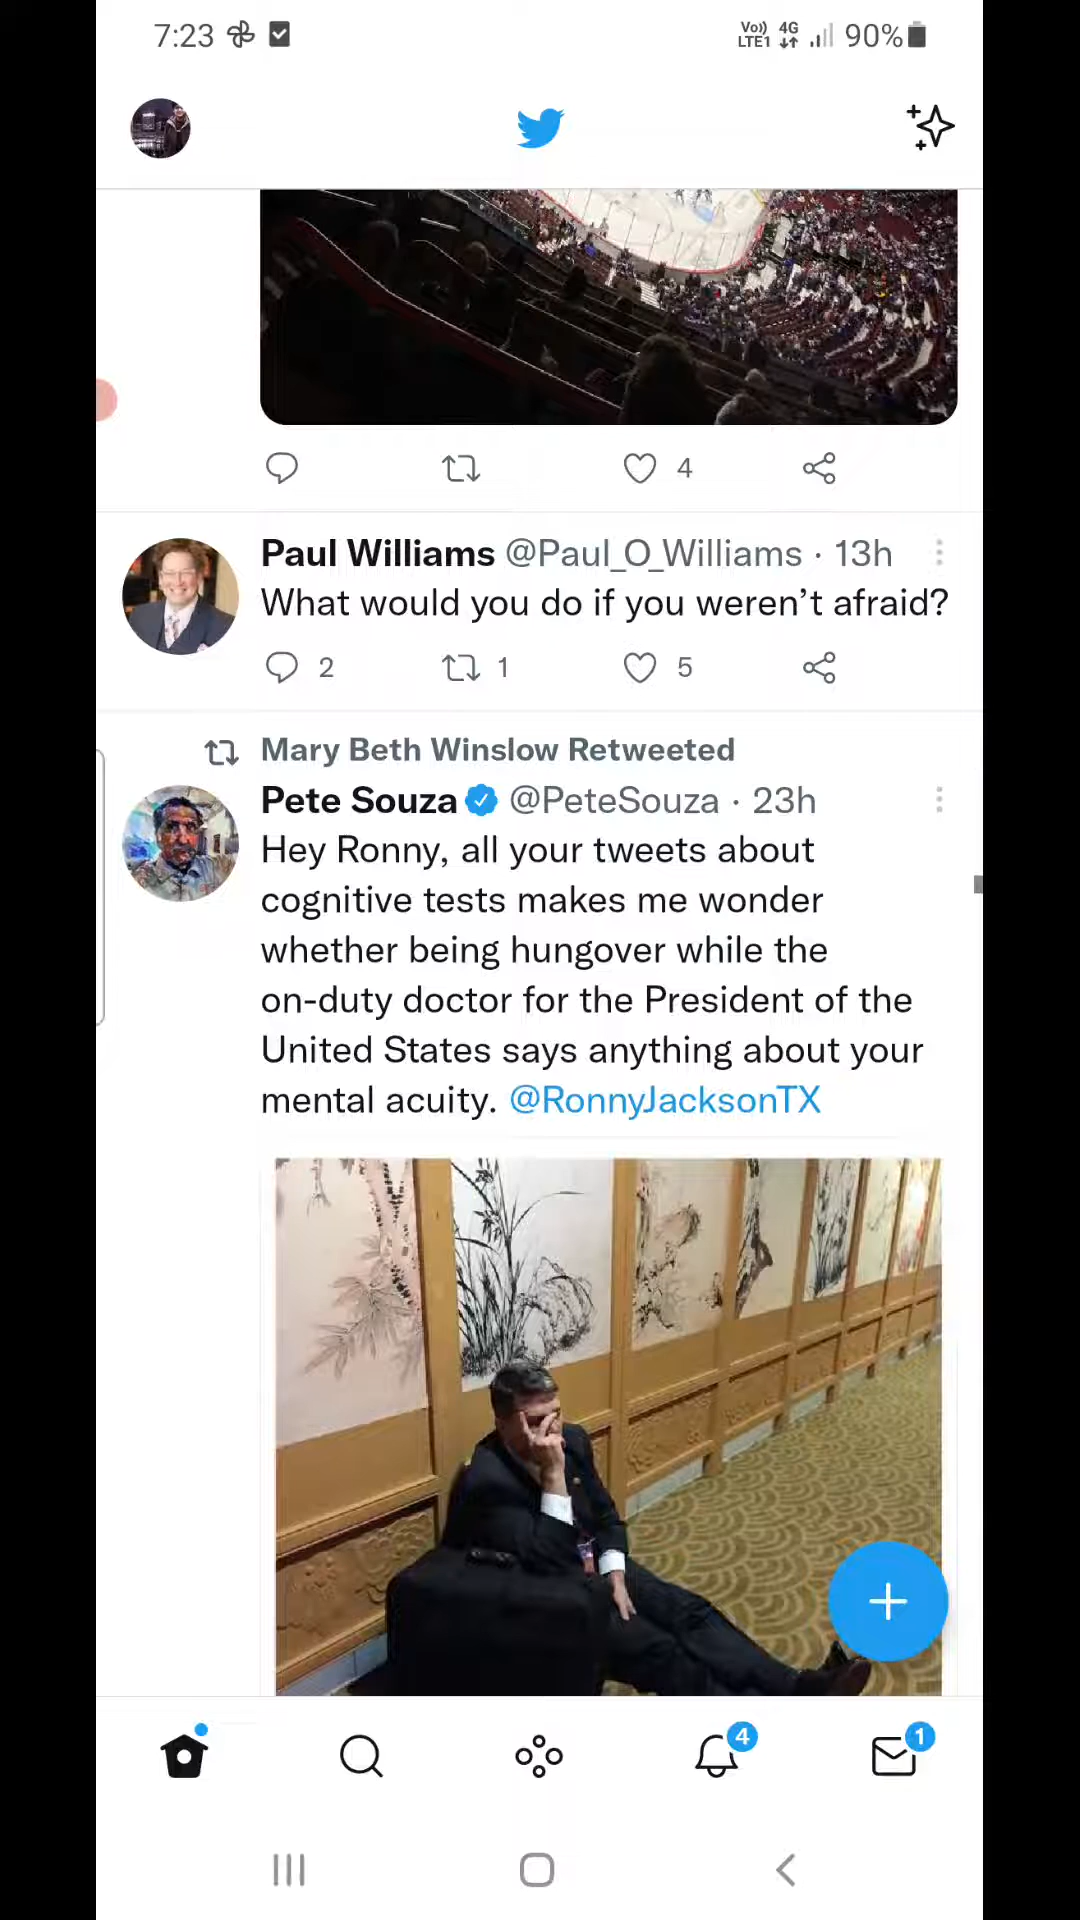 7:23
Vo)) 4G 90%
LTE1
4
Paul Williams @Paul_O_Williams · 13h
What would you do if you weren’t afraid?
2 1 5
Mary Beth Winslow Retweeted
Pete Souza @PeteSouza · 23h
Hey Ronny, all your tweets about
cognitive tests makes me wonder
whether being hungover while the
on-duty doctor for the President of the
United States says anything about your
mental acuity. @RonnyJacksonTX
4 1